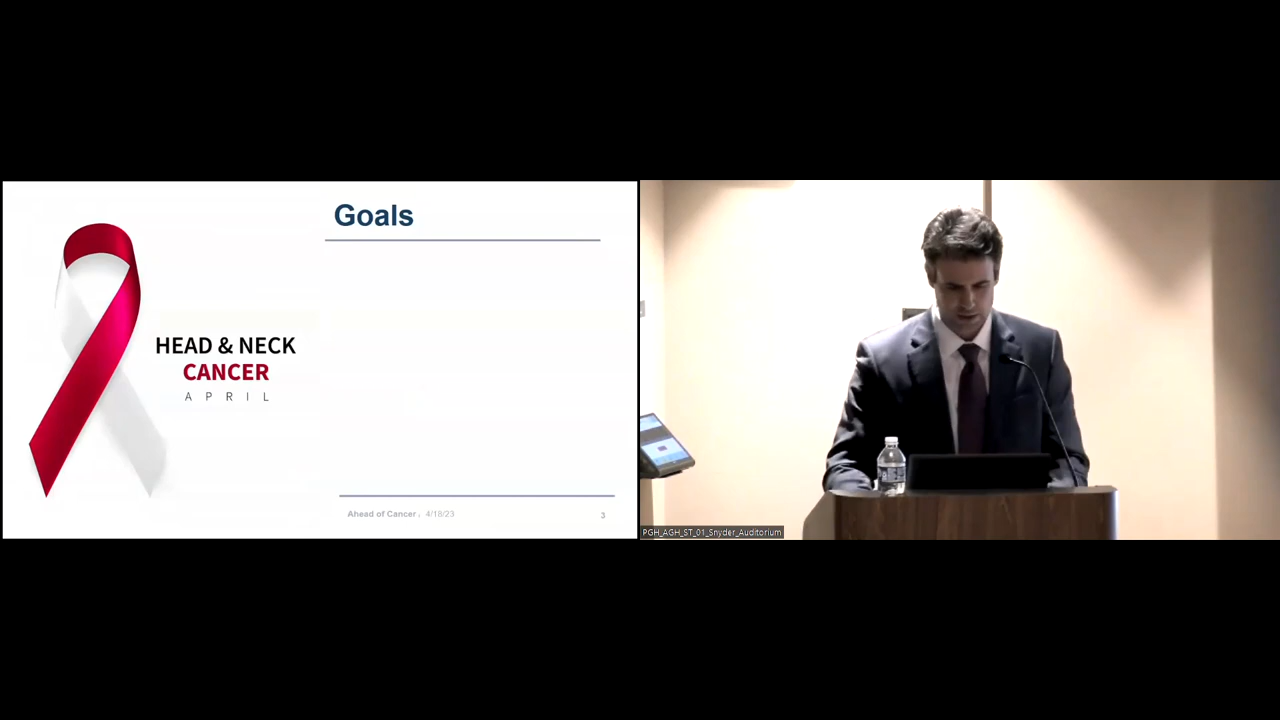 Goals
HEAD & NECK
CANCER
APRIL
Ahead of Cancer, 4/18/23
3
PGH_AGH_ST_01_Snyder_Auditorium